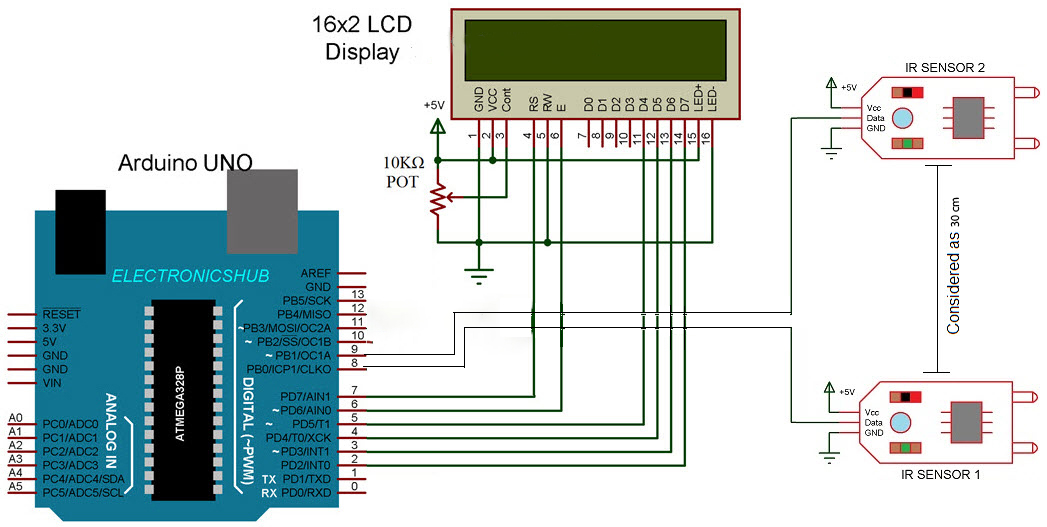 16x2 LCD
Display
+5V
10KΩ
POT
GND
VCC
Cont
RS
RW
E
D0
D1
D2
D3
D4
D5
D6
D7
LED+
LED-
1
2
3
4
5
6
7
8
9
10
11
12
13
14
15
16
IR SENSOR 2
+5V
Vcc
Data
GND
Considered as 30 cm
+5V
Vcc
Data
GND
IR SENSOR 1
Arduino UNO
ELECTRONICSHUB
ATMEGA328P
ANALOG IN
DIGITAL (~PWM)
RESET
3.3V
5V
GND
GND
VIN
A0 PC0/ADC0
A1 PC1/ADC1
A2 PC2/ADC2
A3 PC3/ADC3
A4 PC4/ADC4/SDA
A5 PC5/ADC5/SCL
AREF
GND
PB5/SCK 13
PB4/MISO 12
~PB3/MOSI/OC2A 11
~ PB2/SS/OC1B 10
~ PB1/OC1A 9
PB0/ICP1/CLKO 8
PD7/AIN1 7
~ PD6/AIN0 6
~ PD5/T1 5
PD4/T0/XCK 4
~ PD3/INT1 3
PD2/INT0 2
TX PD1/TXD 1
RX PD0/RXD 0